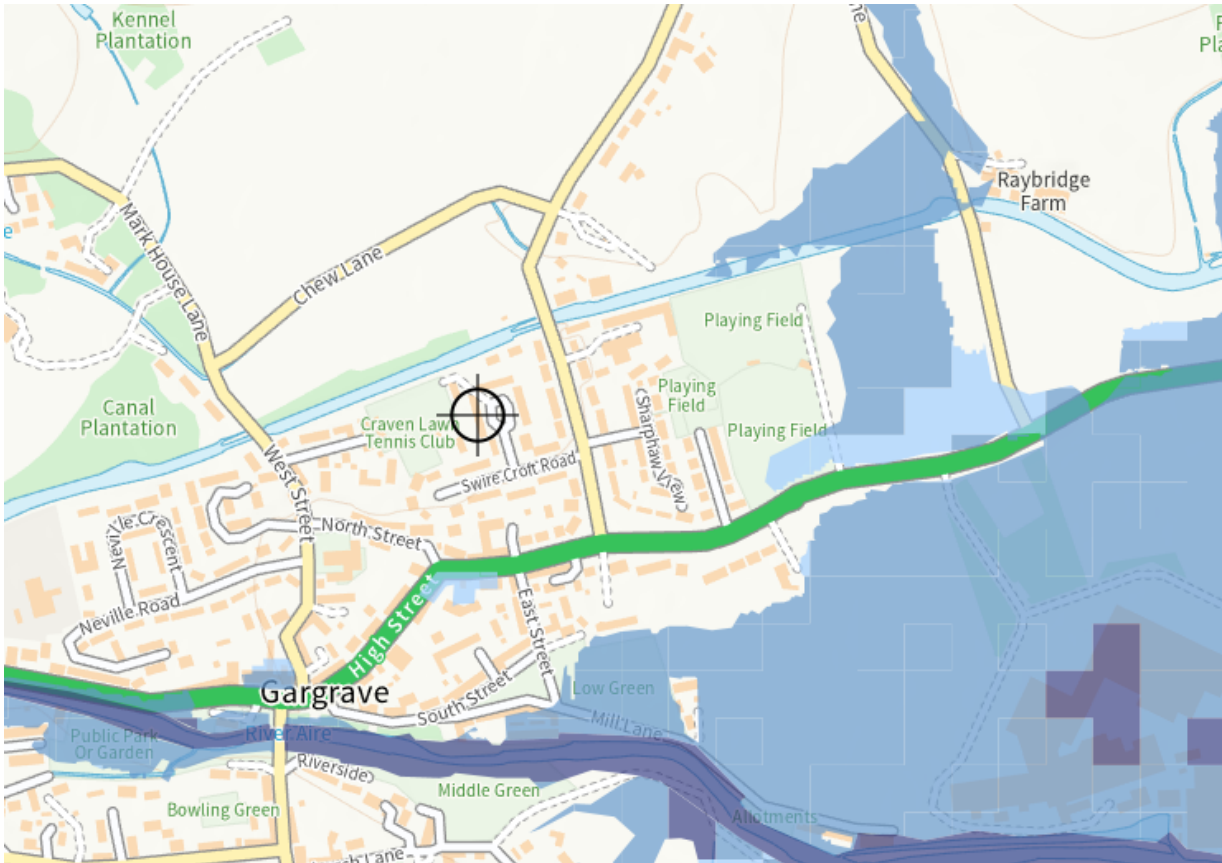 Kennel
Plantation
ne
Raybridge
Farm
Mark House Lane
Chew Lane
Playing Field
Canal
Plantation
Craven Lawn
Tennis Club
Playing
Field
Sharphaw View
Playing Field
West Street
Swire Croft Road
Neville Crescent
North Street
Neville Road
High Street
East Street
Gargrave
South Street
Low Green
Public Park
Or Garden
River Aire
Mill Lane
Riverside
Middle Green
Bowling Green
Allotments